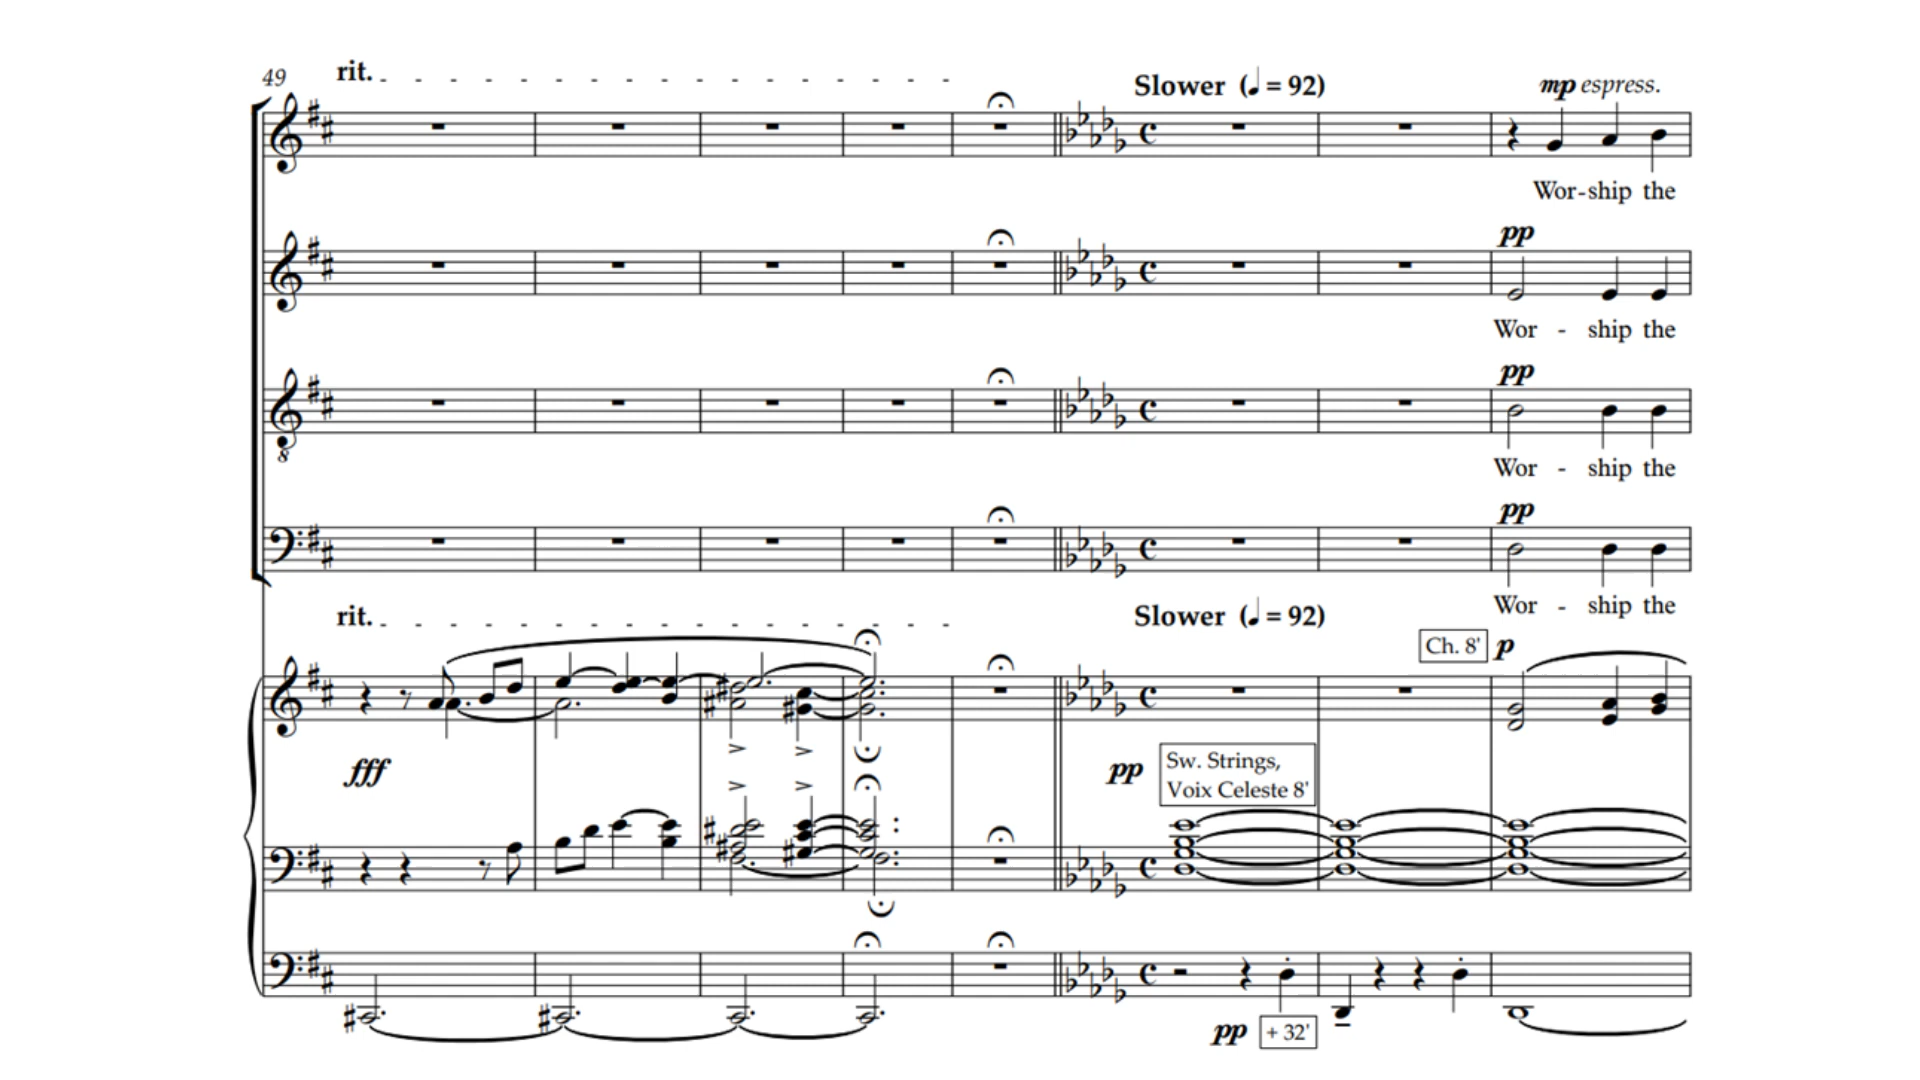 49
rit.
Slower (♩ = 92)
mp espress.
Wor-ship the
pp
Wor - ship the
pp
8
Wor - ship the
pp
Wor - ship the
rit.
Slower (♩ = 92)
Ch. 8'
p
fff
pp
Sw. Strings,
Voix Celeste 8'
pp
+ 32'